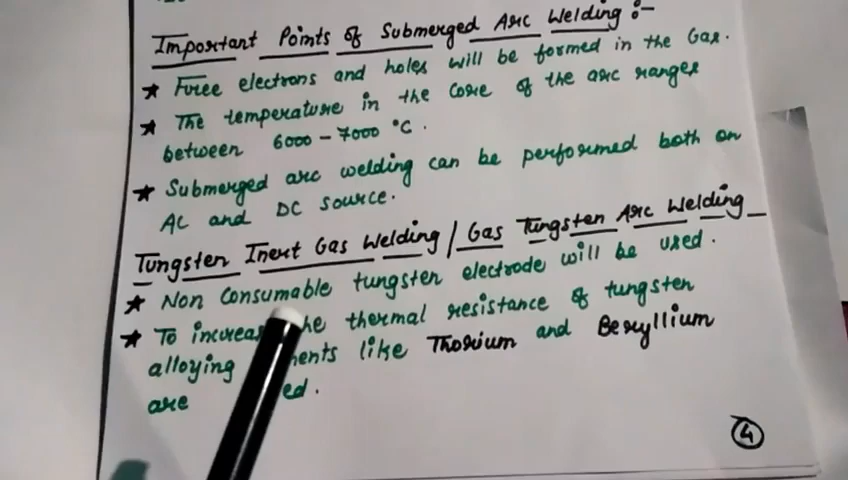 Important Points of Submerged Arc Welding :-
★ Free electrons and holes will be formed in the Gas.
★ The temperature in the core of the arc ranges
between 6000 - 7000 °C.
★ Submerged arc welding can be performed both on
AC and DC source.
Tungsten Inert Gas Welding / Gas Tungsten Arc Welding
★ Non Consumable tungsten electrode will be used.
★ To the thermal resistance of tungsten
alloying like Thorium and Beryllium
are
4